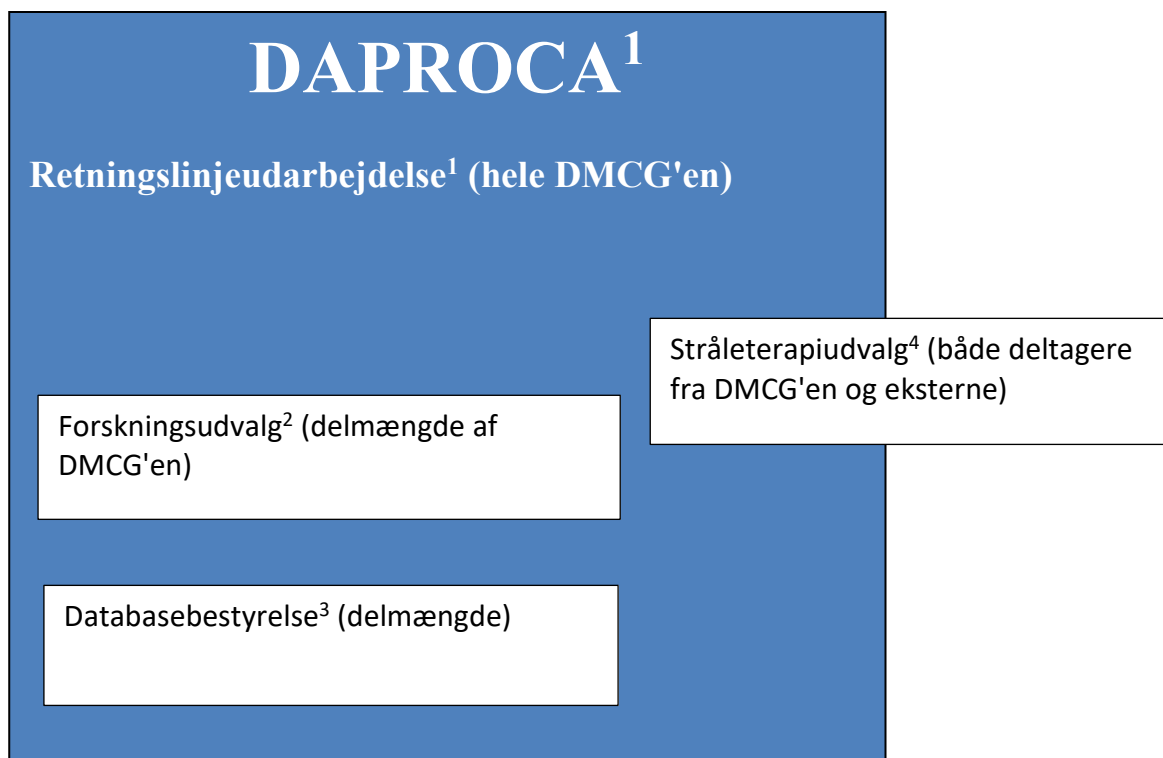 DAPROCA¹
Retningslinjeudarbejdelse¹ (hele DMCG'en)
Stråleterapiudvalg⁴ (både deltagere
fra DMCG'en og eksterne)
Forskningsudvalg² (delmængde af
DMCG'en)
Databasebestyrelse³ (delmængde)